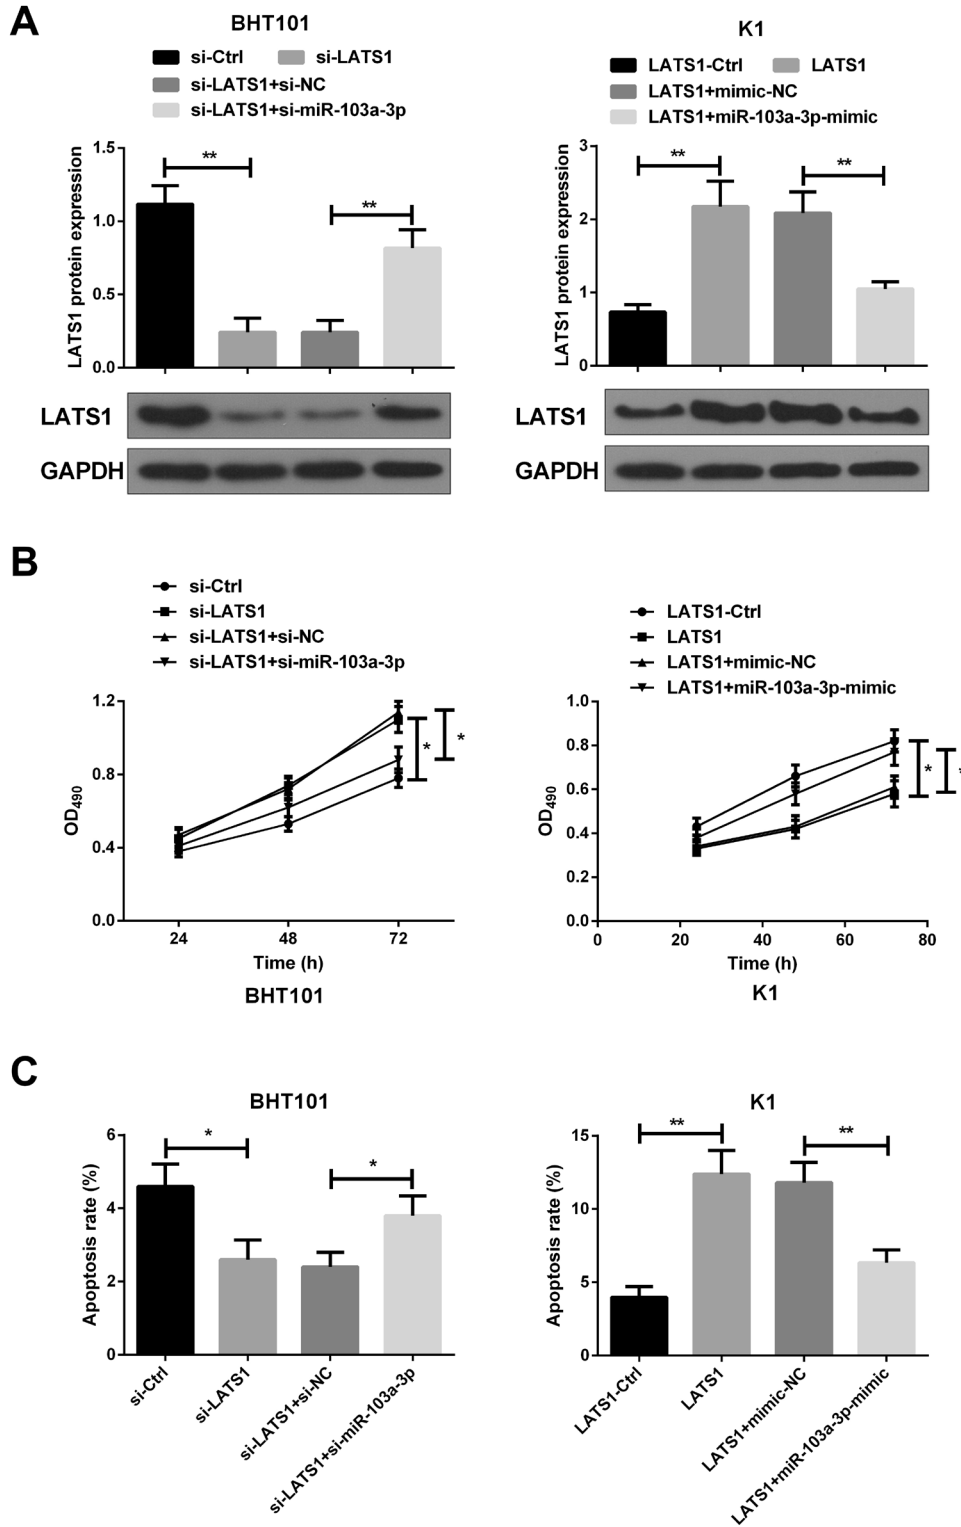 A
BHT101
si-Ctrl
si-LATS1
si-LATS1+si-NC
si-LATS1+si-miR-103a-3p
LATS1 protein expression
1.5
1.0
0.5
0.0
**
**
LATS1
GAPDH
K1
LATS1-Ctrl
LATS1
LATS1+mimic-NC
LATS1+miR-103a-3p-mimic
LATS1 protein expression
3
2
1
0
**
**
LATS1
GAPDH
B
si-Ctrl
si-LATS1
si-LATS1+si-NC
si-LATS1+si-miR-103a-3p
OD490
1.2
0.8
0.4
0.0
*
*
24 48 72
Time (h)
BHT101
LATS1-Ctrl
LATS1
LATS1+mimic-NC
LATS1+miR-103a-3p-mimic
OD490
1.0
0.8
0.6
0.4
0.2
0.0
*
*
0 20 40 60 80
Time (h)
K1
C
BHT101
Apoptosis rate (%)
6
4
2
0
*
*
si-Ctrl
si-LATS1
si-LATS1+si-NC
si-LATS1+si-miR-103a-3p
K1
Apoptosis rate (%)
15
10
5
0
**
**
LATS1-Ctrl
LATS1
LATS1+mimic-NC
LATS1+miR-103a-3p-mimic